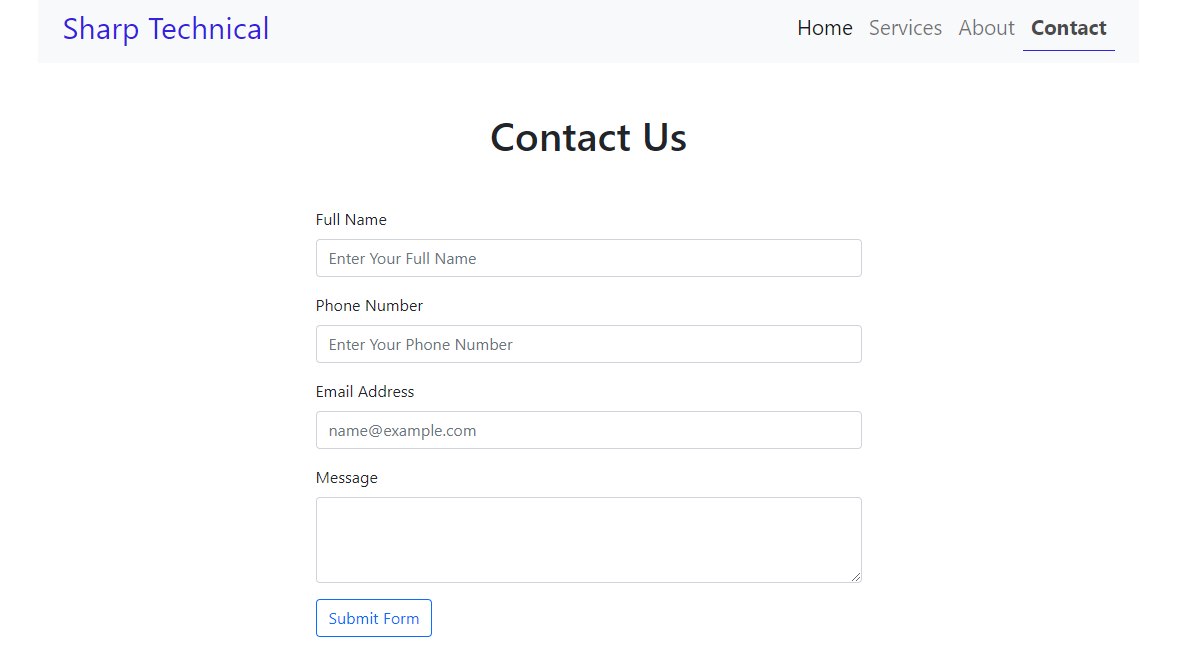 Sharp Technical Home Services About Contact
Contact Us
Full Name
Enter Your Full Name
Phone Number
Enter Your Phone Number
Email Address
name@example.com
Message
Submit Form